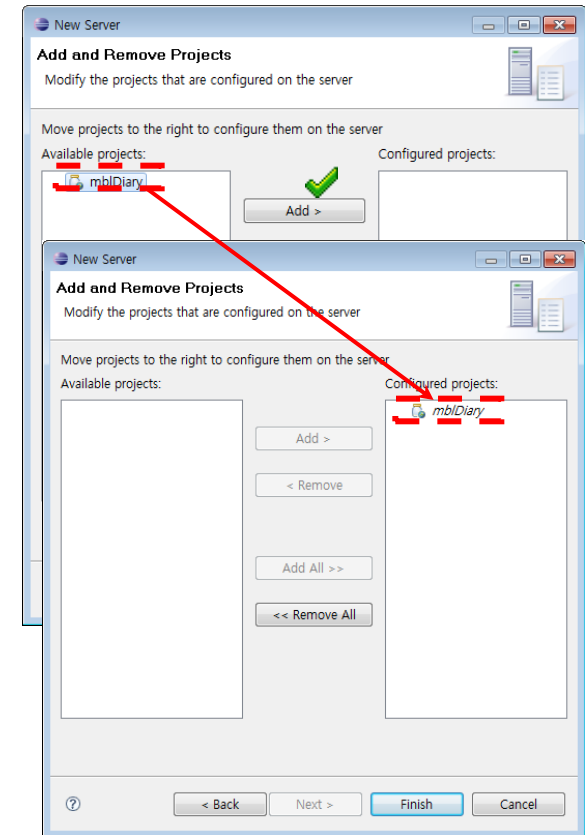 New Server
Add and Remove Projects
Modify the projects that are configured on the server
Move projects to the right to configure them on the server
Available projects:
Configured projects:
mblDiary
Add >
New Server
Add and Remove Projects
Modify the projects that are configured on the server
Move projects to the right to configure them on the server
Available projects:
Configured projects:
mblDiary
Add >
< Remove
Add All >>
<< Remove All
< Back
Next >
Finish
Cancel